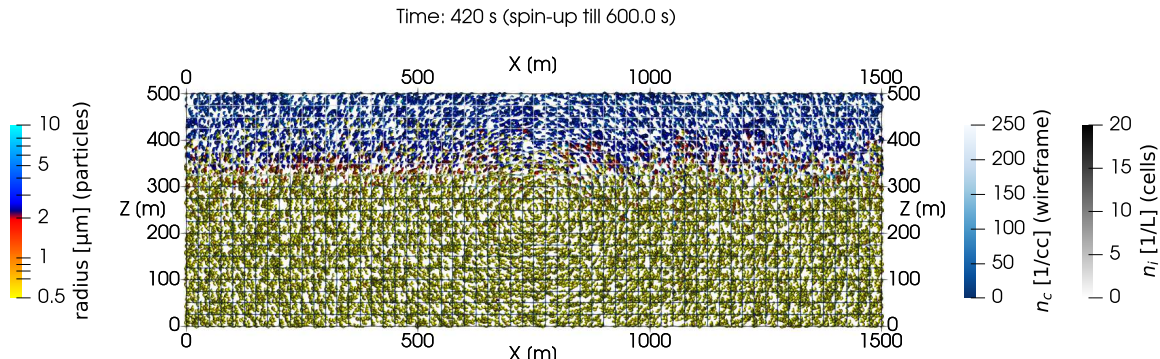 Time: 420 s (spin-up till 600.0 s)
X (m)
0 500 1000 1500
500 500
400 400
300 300
Z (m) Z (m)
200 200
100 100
0 0
0 500 1000 1500
X (m)
10
5
2
1
0.5
radius [µm] (particles)
250
200
150
100
50
0
n_c [1/cc] (wireframe)
20
15
10
5
0
n_i [1/L] (cells)